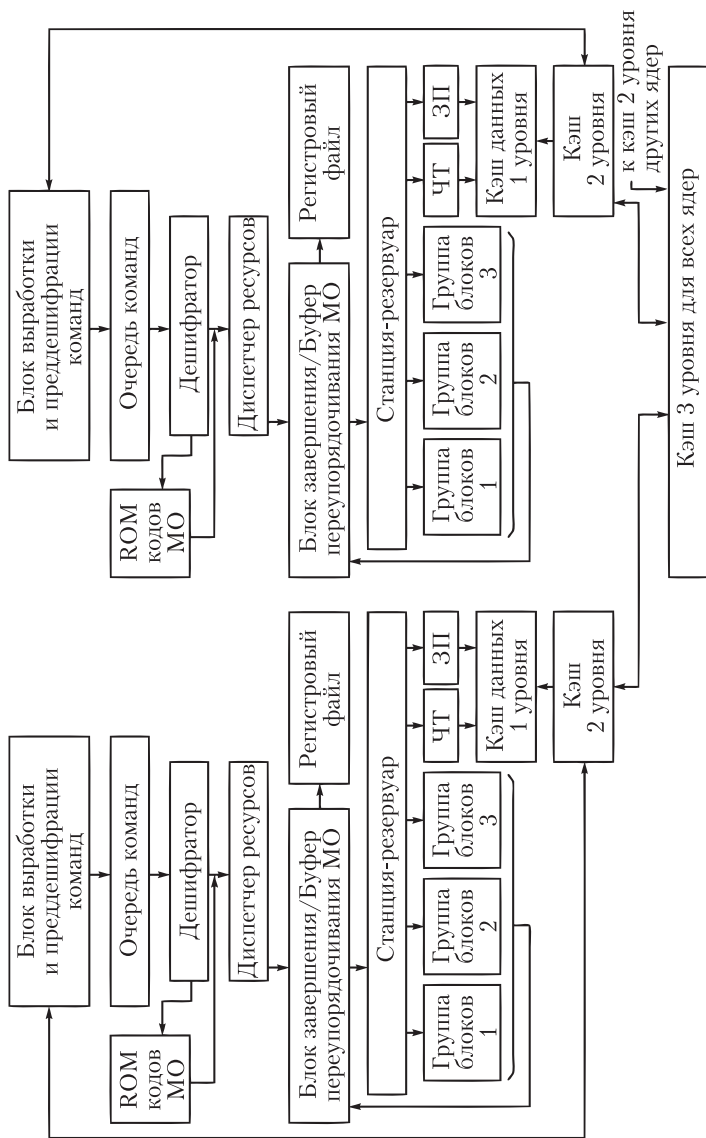 Блок выработки
и преддешифрации
команд
Очередь команд
ROM
кодов
МО
Дешифратор
Диспетчер ресурсов
Блок завершения/Буфер
переупорядочивания МО
Регистровый
файл
Станция-резервуар
Группа
блоков
1
Группа
блоков
2
Группа
блоков
3
ЧТ
ЗП
Кэш данных
1 уровня
Кэш
2 уровня
Блок выработки
и преддешифрации
команд
Очередь команд
ROM
кодов
МО
Дешифратор
Диспетчер ресурсов
Блок завершения/Буфер
переупорядочивания МО
Регистровый
файл
Станция-резервуар
Группа
блоков
1
Группа
блоков
2
Группа
блоков
3
ЧТ
ЗП
Кэш данных
1 уровня
Кэш
2 уровня
к кэш 2 уровня
других ядер
Кэш 3 уровня для всех ядер